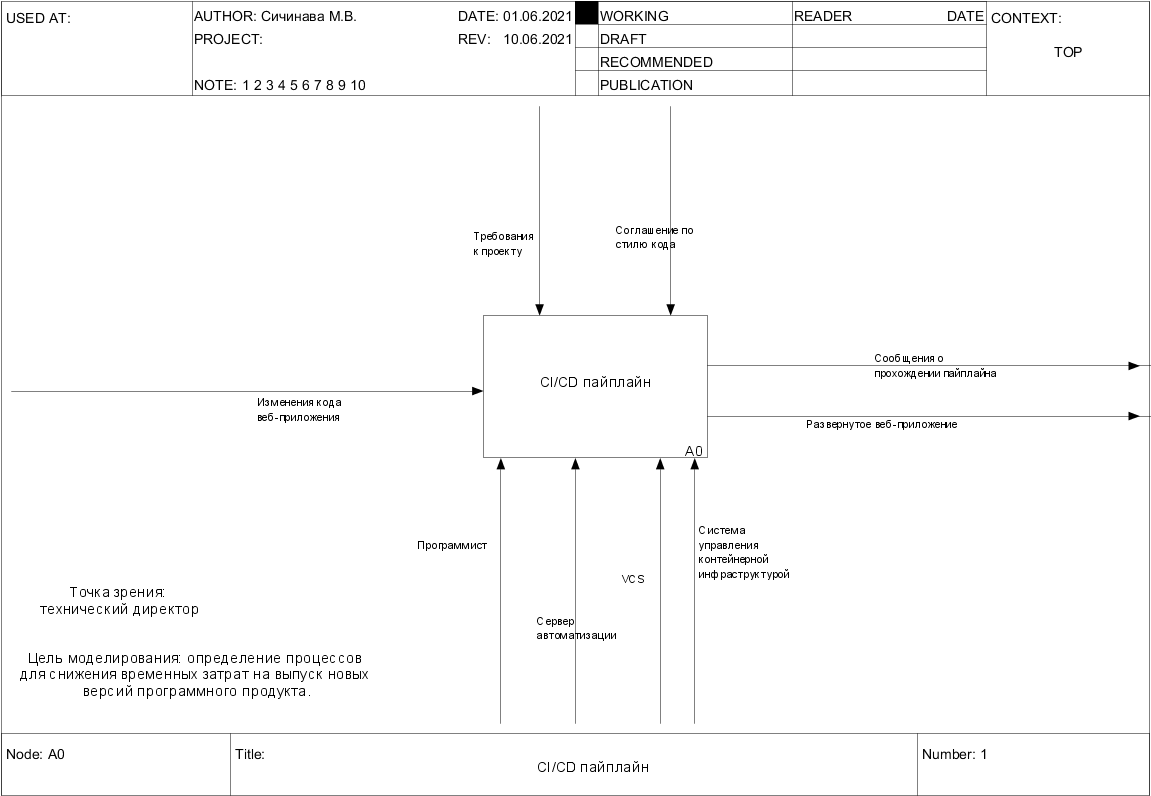 USED AT:
AUTHOR: Сичинава М.В.
DATE: 01.06.2021
PROJECT:
REV: 10.06.2021
NOTE: 1 2 3 4 5 6 7 8 9 10
WORKING
DRAFT
RECOMMENDED
PUBLICATION
READER
DATE
CONTEXT:
TOP
Требования
к проекту
Соглашение по
стилю кода
CI/CD пайплайн
A0
Изменения кода
веб-приложения
Сообщения о
прохождении пайплайна
Развернутое веб-приложение
Программист
Сервер
автоматизации
VCS
Система
управления
контейнерной
инфраструктурой
Точка зрения:
технический директор
Цель моделирования: определение процессов
для снижения временных затрат на выпуск новых
версий программного продукта.
Node: A0
Title:
CI/CD пайплайн
Number: 1